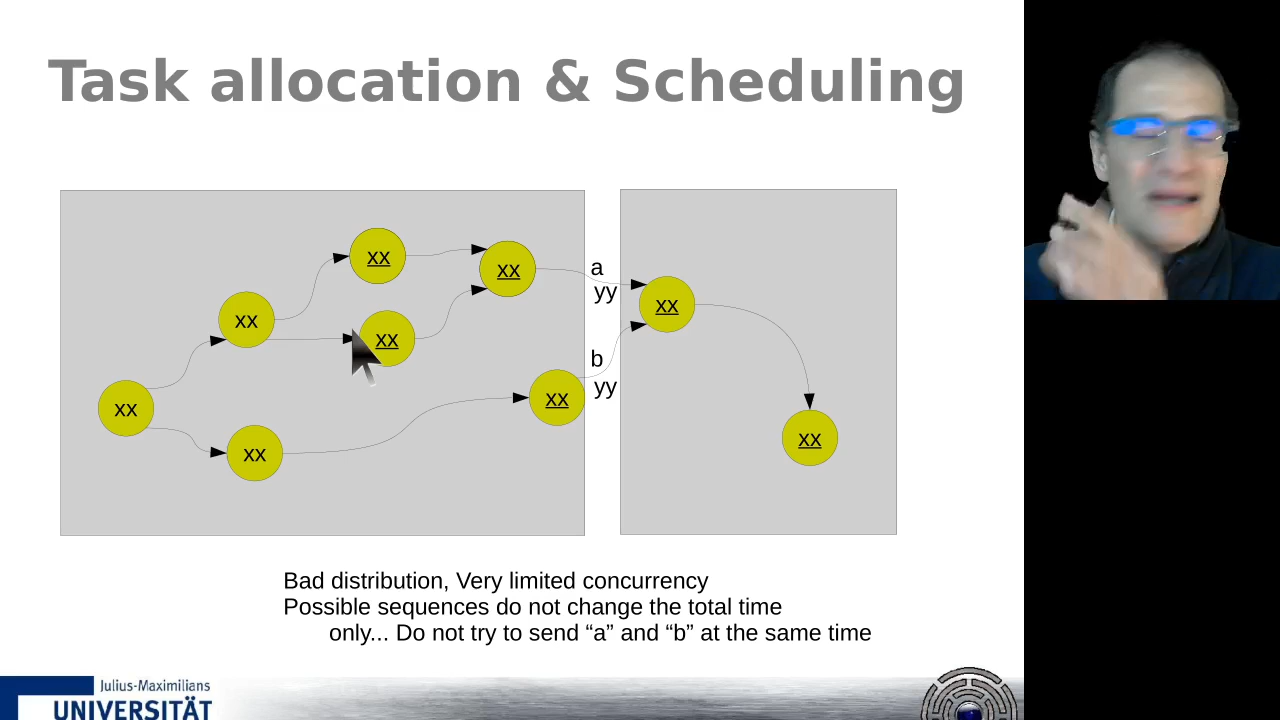 Task allocation & Scheduling
xx
xx
xx
xx
xx
xx
xx
a
yy
b
yy
xx
xx
Bad distribution, Very limited concurrency
Possible sequences do not change the total time
only... Do not try to send “a” and “b” at the same time
Julius-Maximilians
UNIVERSITÄT